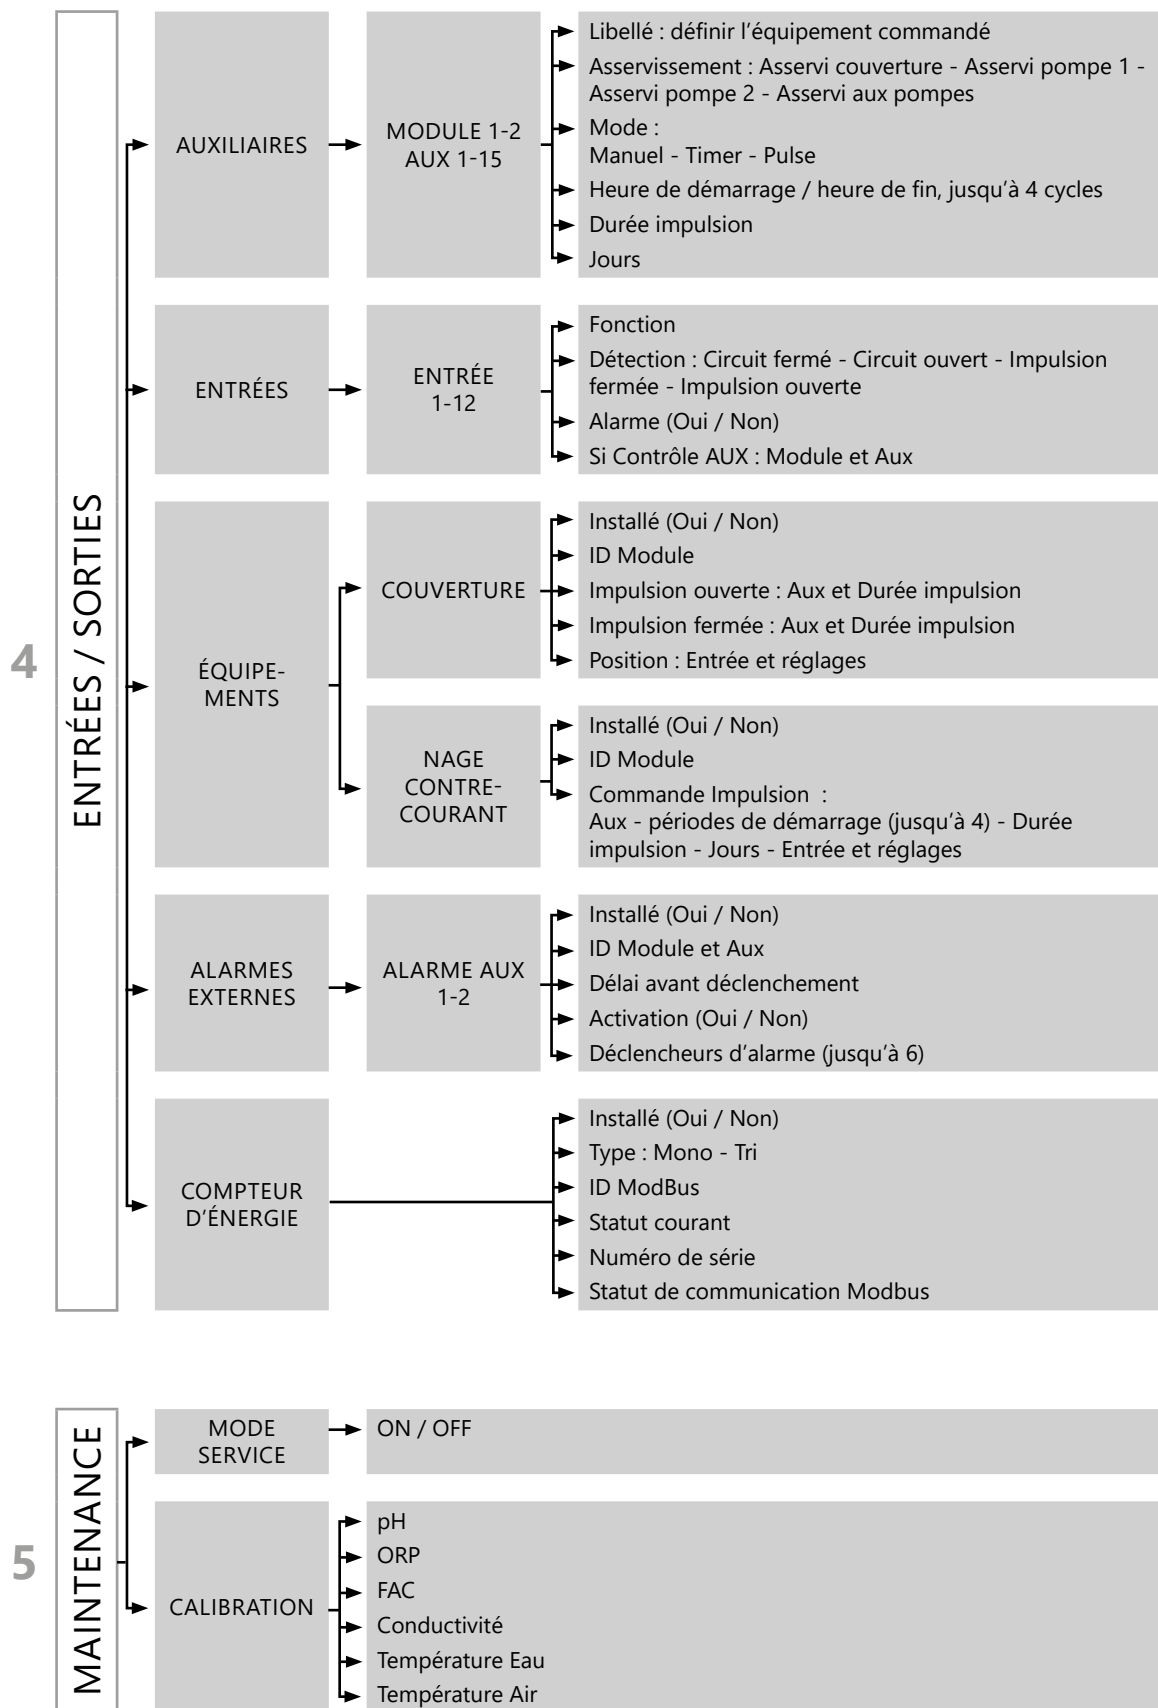 4
ENTRÉES / SORTIES
AUXILIAIRES
MODULE 1-2
AUX 1-15
Libellé : définir l’équipement commandé
Asservissement : Asservi couverture - Asservi pompe 1 -
Asservi pompe 2 - Asservi aux pompes
Mode :
Manuel - Timer - Pulse
Heure de démarrage / heure de fin, jusqu’à 4 cycles
Durée impulsion
Jours
ENTRÉES
ENTRÉE
1-12
Fonction
Détection : Circuit fermé - Circuit ouvert - Impulsion
fermée - Impulsion ouverte
Alarme (Oui / Non)
Si Contrôle AUX : Module et Aux
ÉQUIPE-
MENTS
COUVERTURE
Installé (Oui / Non)
ID Module
Impulsion ouverte : Aux et Durée impulsion
Impulsion fermée : Aux et Durée impulsion
Position : Entrée et réglages
NAGE
CONTRE-
COURANT
Installé (Oui / Non)
ID Module
Commande Impulsion  :
Aux - périodes de démarrage (jusqu’à 4) - Durée
impulsion - Jours - Entrée et réglages
ALARMES
EXTERNES
ALARME AUX
1-2
Installé (Oui / Non)
ID Module et Aux
Délai avant déclenchement
Activation (Oui / Non)
Déclencheurs d’alarme (jusqu’à 6)
COMPTEUR
D’ÉNERGIE
Installé (Oui / Non)
Type : Mono - Tri
ID ModBus
Statut courant
Numéro de série
Statut de communication Modbus
5
MAINTENANCE
MODE
SERVICE
ON / OFF
CALIBRATION
pH
ORP
FAC
Conductivité
Température Eau
Température Air